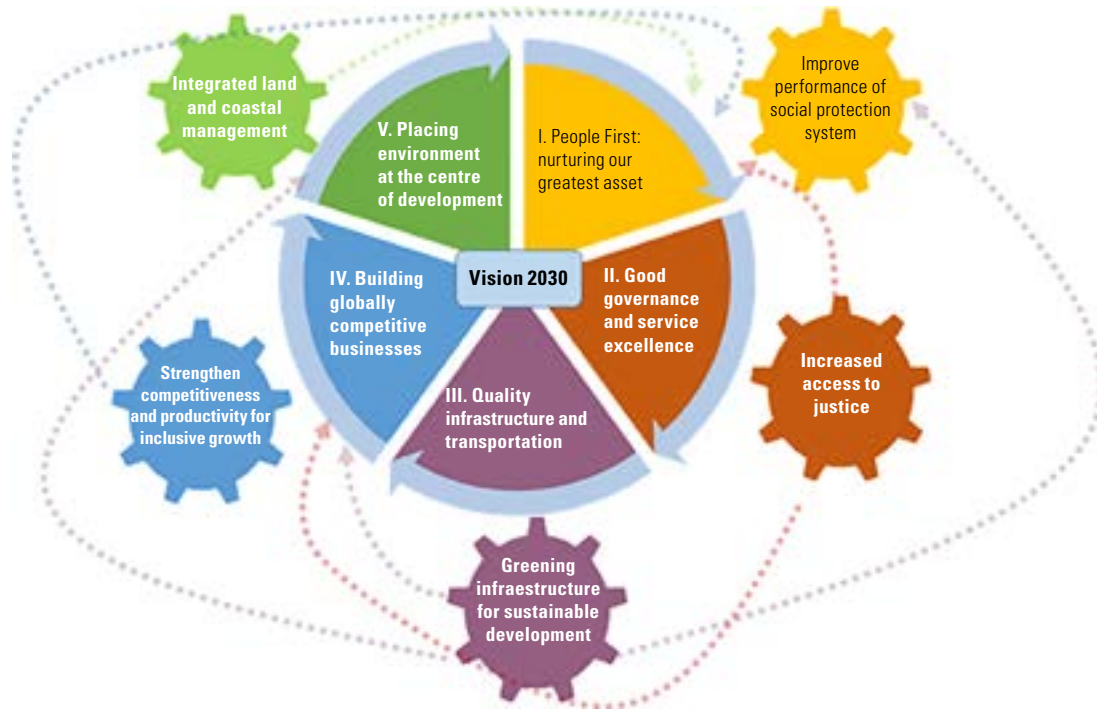 Integrated land
and coastal
management
Improve
performance of
social protection
system
V. Placing
environment
at the centre
of development
I. People First:
nurturing our
greatest asset
Vision 2030
IV. Building
globally
competitive
businesses
II. Good
governance
and service
excellence
III. Quality
infrastructure and
transportation
Strengthen
competitiveness
and productivity for
inclusive growth
Increased
access to
justice
Greening
infraestructure
for sustainable
development